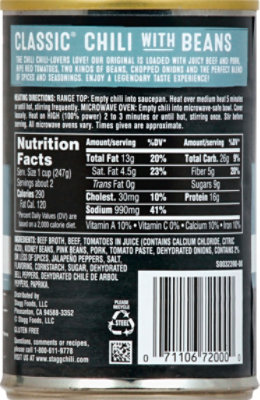 CLASSIC® CHILI WITH BEANS
THE CHILI CHILI-LOVERS LOVE! OUR ORIGINAL IS LOADED WITH JUICY BEEF AND PORK,
RIPE RED TOMATOES, TWO KINDS OF BEANS, CHOPPED ONIONS AND THE PERFECT BLEND
OF SPICES AND SEASONINGS. ENJOY A LEGENDARY TASTE EXPERIENCE!
HEATING DIRECTIONS: RANGE TOP: Empty chili into saucepan. Heat over medium heat 5 minutes
or until hot, stirring frequently. MICROWAVE OVEN: Empty chili into microwave-safe bowl. Cover
loosely. Heat on HIGH (100% power) 2 to 3 minutes or until hot, stirring once. Stir before
serving. All microwave ovens vary. Times given are approximate.
Nutrition
Facts
Serv. Size 1 cup (247g)
Servings about 2
Calories 290
Fat Cal. 120
*Percent Daily Values (DV) are based
on a 2,000 calorie diet.
Amount/Serving %DV*
Total Fat 13g 20%
Sat. Fat 4.5g 23%
Trans Fat 0g
Cholest. 30mg 10%
Sodium 990mg 41%
Amount/Serving %DV*
Total Carb. 26g 9%
Fiber 5g 20%
Sugars 9g
Protein 16g
Vitamin A 10% Vitamin C 0% Calcium 10% Iron 10%
INGREDIENTS: BEEF BROTH, BEEF, TOMATOES IN JUICE (CONTAINS CALCIUM CHLORIDE, CITRIC
ACID), KIDNEY BEANS, PINK BEANS, PORK, TOMATO PASTE, DEHYDRATED ONIONS, CONTAINS 2%
OR LESS OF SPICES, JALAPEÑO PEPPERS, SALT,
FLAVORING, CORNSTARCH, SUGAR, DEHYDRATED
BELL PEPPERS, DEHYDRATED CHILE DE ARBOL
PEPPERS, PAPRIKA.
Distributed by
Stagg Foods, LLC
Pleasanton, CA 94588-3352
© Stagg Foods, LLC
GLUTEN FREE
Questions, comments or recipes,
please call 1-800-611-9778
Visit us at www.staggchili.com
PLEASE
RECYCLE
STEEL
0 71106 72000